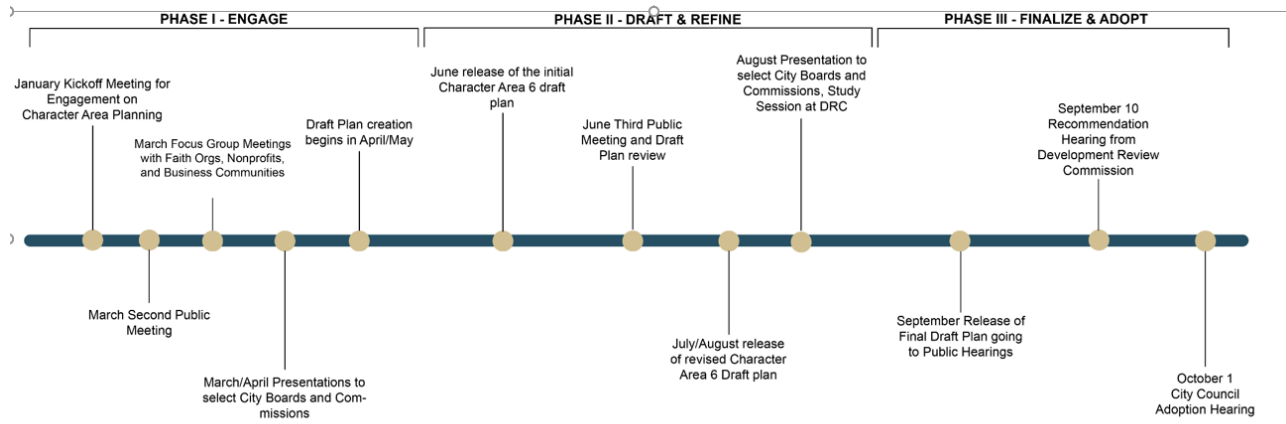 PHASE I - ENGAGE
PHASE II - DRAFT & REFINE
PHASE III - FINALIZE & ADOPT
January Kickoff Meeting for
Engagement on
Character Area Planning
March Second Public
Meeting
March Focus Group Meetings
with Faith Orgs, Nonprofits,
and Business Communities
March/April Presentations to
select City Boards and Com-
missions
Draft Plan creation
begins in April/May
June release of the initial
Character Area 6 draft
plan
June Third Public
Meeting and Draft
Plan review
July/August release
of revised Character
Area 6 Draft plan
August Presentation to
select City Boards and
Commissions, Study
Session at DRC
September Release of
Final Draft Plan going
to Public Hearings
September 10
Recommendation
Hearing from
Development Review
Commission
October 1
City Council
Adoption Hearing